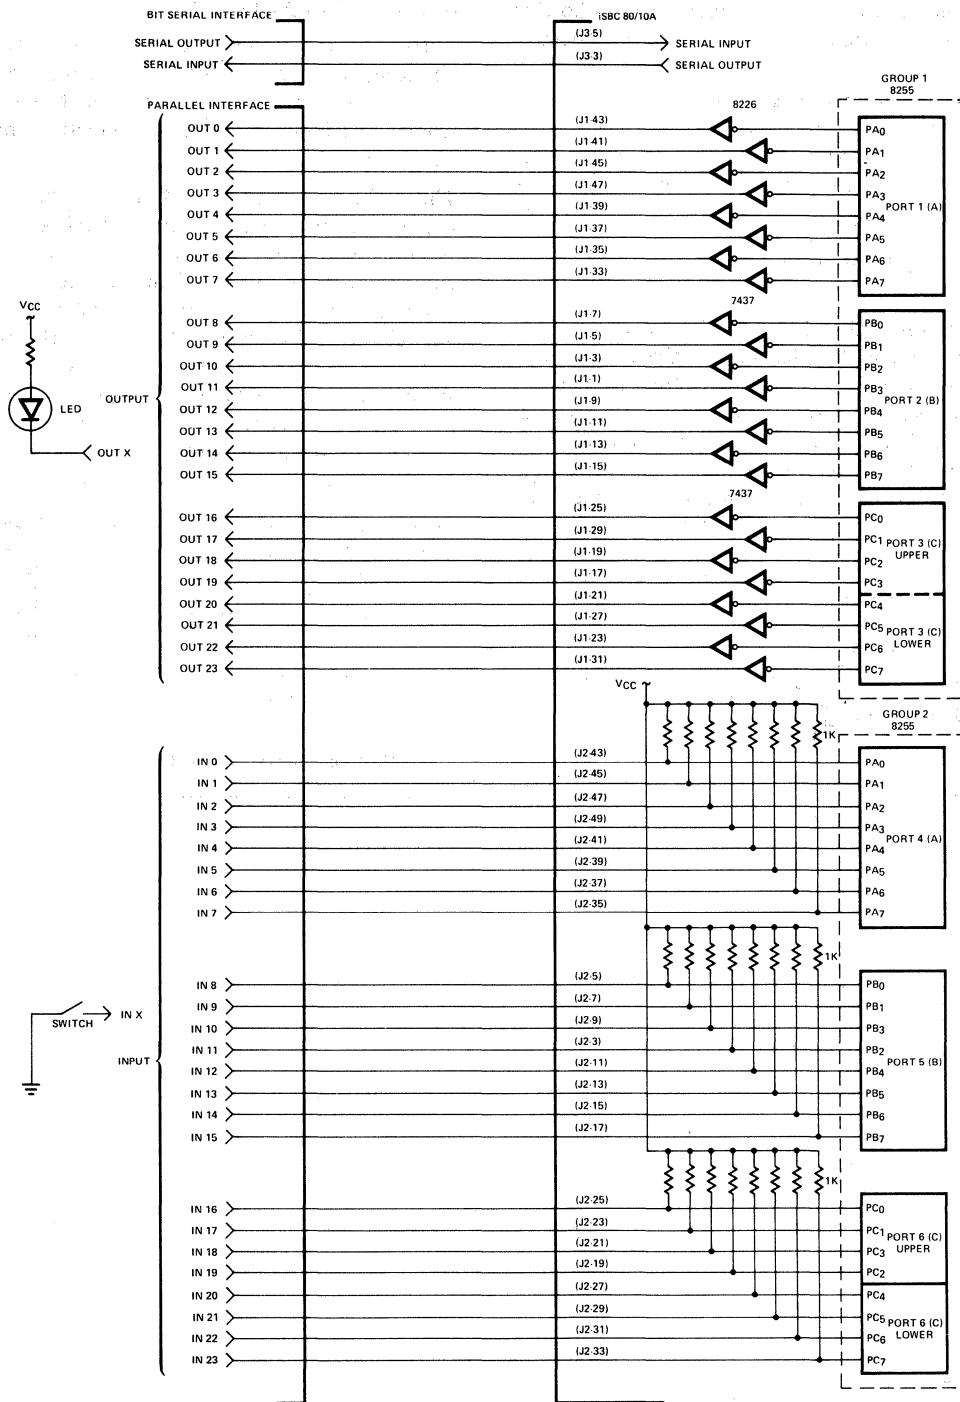 BIT SERIAL INTERFACE
iSBC 80/10A
SERIAL OUTPUT (J3-5) SERIAL INPUT
SERIAL INPUT (J3-3) SERIAL OUTPUT
GROUP 1
8255
PARALLEL INTERFACE
8226
OUT 0 (J1-43) PA0
OUT 1 (J1-41) PA1
OUT 2 (J1-45) PA2
OUT 3 (J1-47) PA3
PORT 1 (A)
OUT 4 (J1-39) PA4
OUT 5 (J1-37) PA5
OUT 6 (J1-35) PA6
OUT 7 (J1-33) PA7
VCC
7437
OUT 8 (J1-7) PB0
OUT 9 (J1-5) PB1
OUT 10 (J1-3) PB2
OUT 11 (J1-1) PB3
LED
OUTPUT
PORT 2 (B)
OUT 12 (J1-9) PB4
OUT 13 (J1-11) PB5
OUT X
OUT 14 (J1-13) PB6
OUT 15 (J1-15) PB7
7437
OUT 16 (J1-25) PC0
OUT 17 (J1-29) PC1
PORT 3 (C)
UPPER
OUT 18 (J1-19) PC2
OUT 19 (J1-17) PC3
OUT 20 (J1-21) PC4
OUT 21 (J1-27) PC5
PORT 3 (C)
LOWER
OUT 22 (J1-23) PC6
OUT 23 (J1-31) PC7
VCC
GROUP 2
8255
1K
IN 0 (J2-43) PA0
IN 1 (J2-45) PA1
IN 2 (J2-47) PA2
IN 3 (J2-49) PA3
PORT 4 (A)
IN 4 (J2-41) PA4
IN 5 (J2-39) PA5
IN 6 (J2-37) PA6
IN 7 (J2-35) PA7
1K
IN 8 (J2-5) PB0
IN 9 (J2-7) PB1
SWITCH
IN X
IN 10 (J2-9) PB3
IN 11 (J2-3) PB2
INPUT
PORT 5 (B)
IN 12 (J2-11) PB4
IN 13 (J2-13) PB5
IN 14 (J2-15) PB6
IN 15 (J2-17) PB7
1K
IN 16 (J2-25) PC0
IN 17 (J2-23) PC1
PORT 6 (C)
UPPER
IN 18 (J2-21) PC3
IN 19 (J2-19) PC2
IN 20 (J2-27) PC4
IN 21 (J2-29) PC5
PORT 6 (C)
LOWER
IN 22 (J2-31) PC6
IN 23 (J2-33) PC7